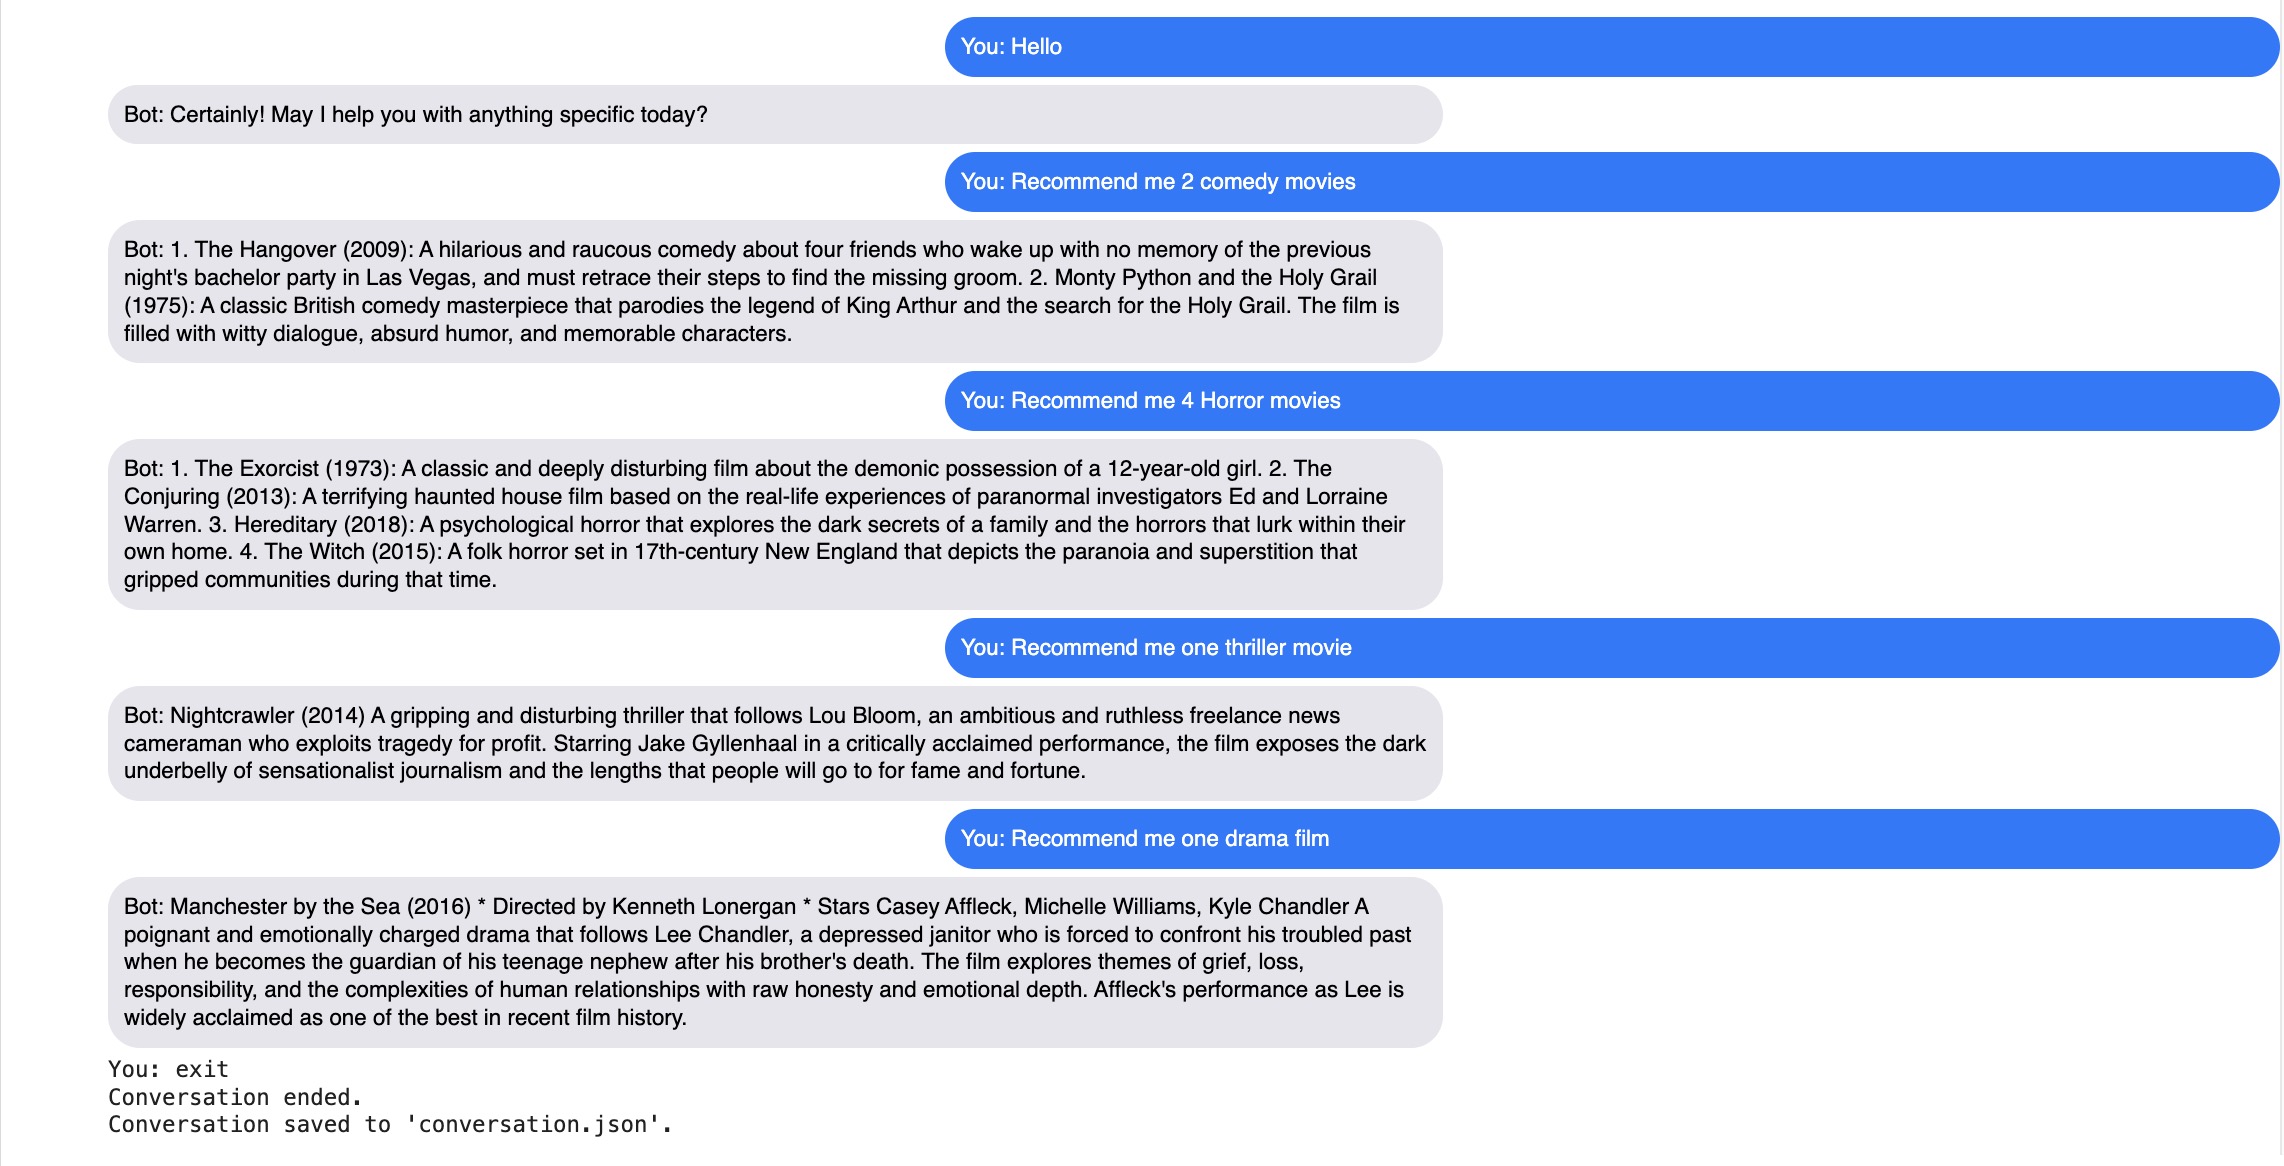 You: Hello
Bot: Certainly! May I help you with anything specific today?
You: Recommend me 2 comedy movies
Bot: 1. The Hangover (2009): A hilarious and raucous comedy about four friends who wake up with no memory of the previous
night's bachelor party in Las Vegas, and must retrace their steps to find the missing groom. 2. Monty Python and the Holy Grail
(1975): A classic British comedy masterpiece that parodies the legend of King Arthur and the search for the Holy Grail. The film is
filled with witty dialogue, absurd humor, and memorable characters.
You: Recommend me 4 Horror movies
Bot: 1. The Exorcist (1973): A classic and deeply disturbing film about the demonic possession of a 12-year-old girl. 2. The
Conjuring (2013): A terrifying haunted house film based on the real-life experiences of paranormal investigators Ed and Lorraine
Warren. 3. Hereditary (2018): A psychological horror that explores the dark secrets of a family and the horrors that lurk within their
own home. 4. The Witch (2015): A folk horror set in 17th-century New England that depicts the paranoia and superstition that
gripped communities during that time.
You: Recommend me one thriller movie
Bot: Nightcrawler (2014) A gripping and disturbing thriller that follows Lou Bloom, an ambitious and ruthless freelance news
cameraman who exploits tragedy for profit. Starring Jake Gyllenhaal in a critically acclaimed performance, the film exposes the dark
underbelly of sensationalist journalism and the lengths that people will go to for fame and fortune.
You: Recommend me one drama film
Bot: Manchester by the Sea (2016) * Directed by Kenneth Lonergan * Stars Casey Affleck, Michelle Williams, Kyle Chandler A
poignant and emotionally charged drama that follows Lee Chandler, a depressed janitor who is forced to confront his troubled past
when he becomes the guardian of his teenage nephew after his brother's death. The film explores themes of grief, loss,
responsibility, and the complexities of human relationships with raw honesty and emotional depth. Affleck's performance as Lee is
widely acclaimed as one of the best in recent film history.
You: exit
Conversation ended.
Conversation saved to 'conversation.json'.